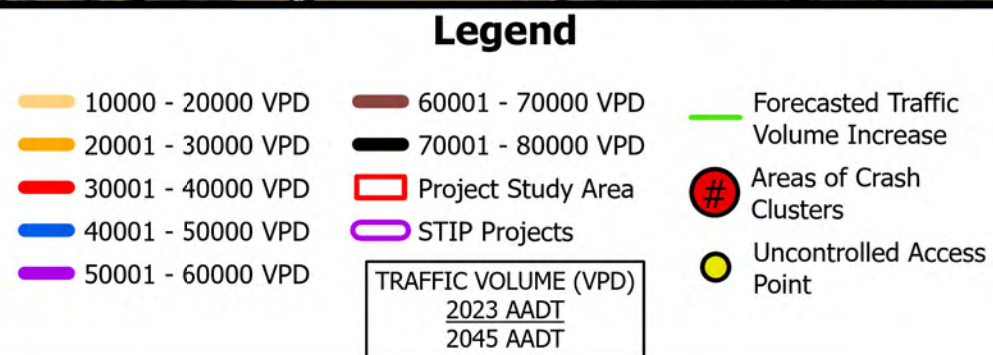 Legend
10000 - 20000 VPD
20001 - 30000 VPD
30001 - 40000 VPD
40001 - 50000 VPD
50001 - 60000 VPD
60001 - 70000 VPD
70001 - 80000 VPD
Project Study Area
STIP Projects
TRAFFIC VOLUME (VPD)
2023 AADT
2045 AADT
Forecasted Traffic
Volume Increase
# Areas of Crash
Clusters
Uncontrolled Access
Point